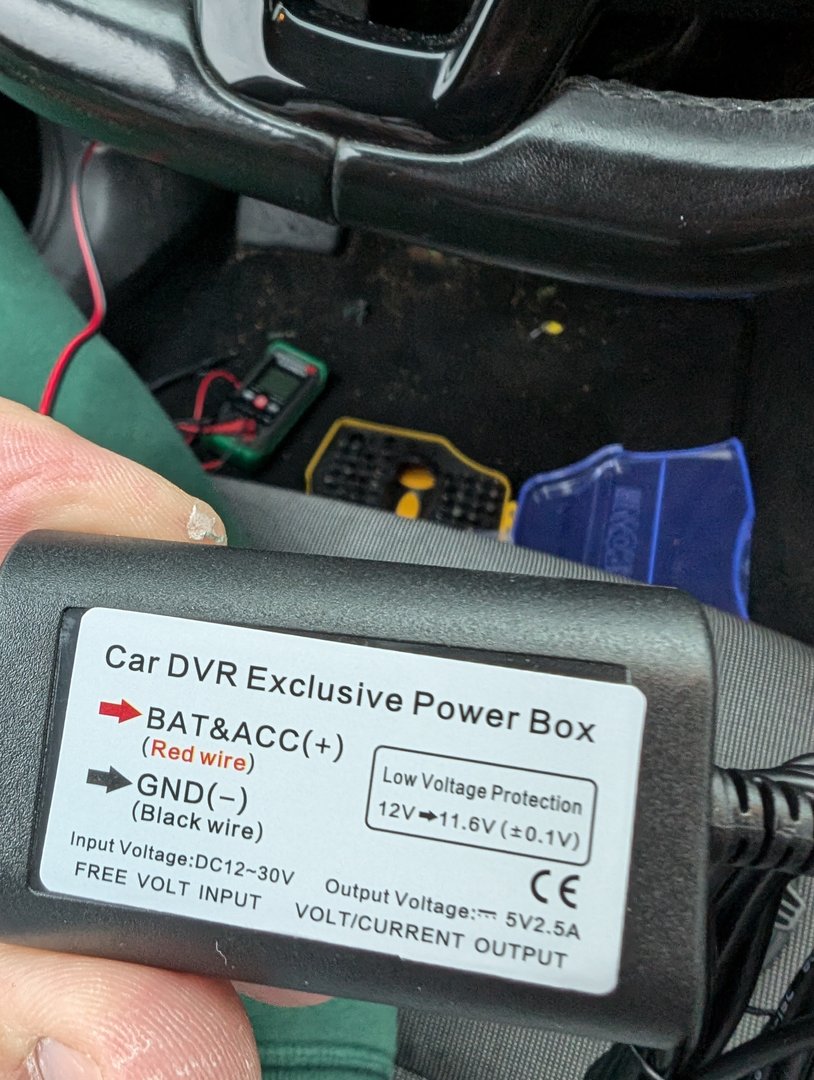 Car DVR Exclusive Power Box
BAT&ACC(+)
(Red wire)
GND(-)
(Black wire)
Low Voltage Protection
12V➡11.6V(±0.1V)
CE
Input Voltage:DC12~30V
FREE VOLT INPUT
Output Voltage:⎓ 5V2.5A
VOLT/CURRENT OUTPUT